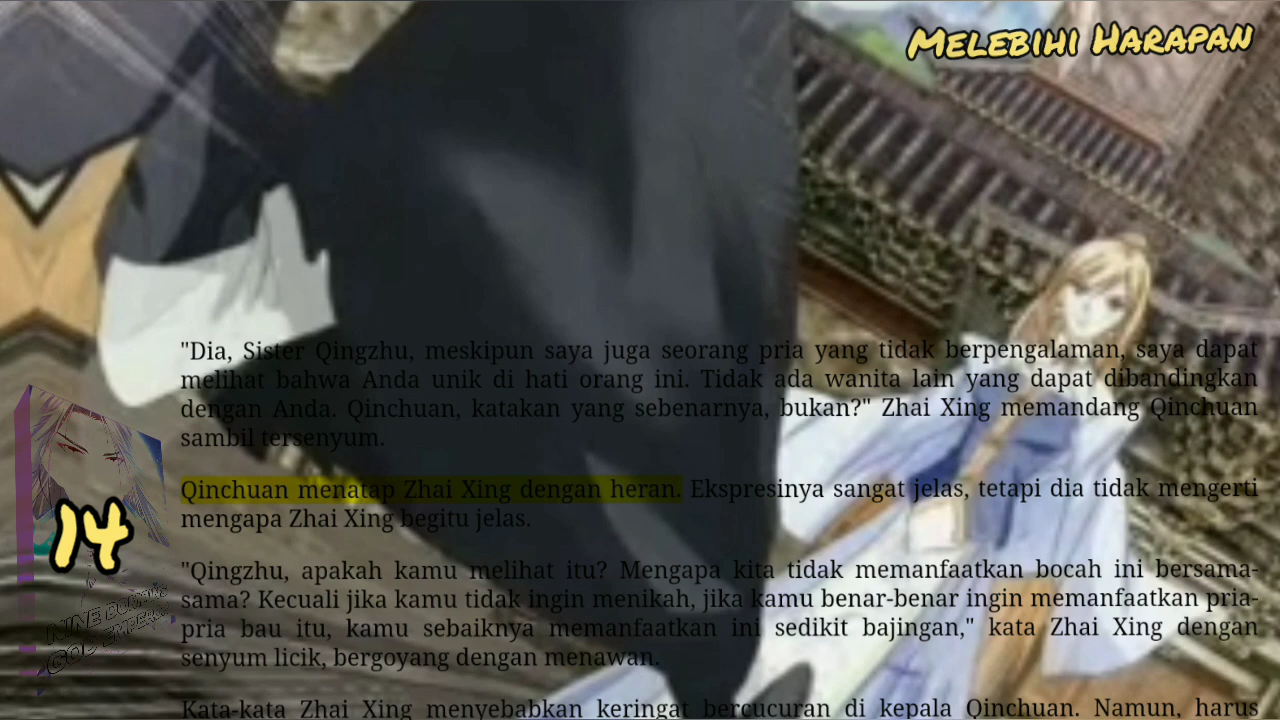 Melebihi Harapan
"Dia, Sister Qingzhu, meskipun saya juga seorang pria yang tidak berpengalaman, saya dapat
melihat bahwa Anda unik di hati orang ini. Tidak ada wanita lain yang dapat dibandingkan
dengan Anda. Qinchuan, katakan yang sebenarnya, bukan?" Zhai Xing memandang Qinchuan
sambil tersenyum.
Qinchuan menatap Zhai Xing dengan heran. Ekspresinya sangat jelas, tetapi dia tidak mengerti
mengapa Zhai Xing begitu jelas.
14
"Qingzhu, apakah kamu melihat itu? Mengapa kita tidak memanfaatkan bocah ini bersama-
sama? Kecuali jika kamu tidak ingin menikah, jika kamu benar-benar ingin memanfaatkan pria-
pria bau itu, kamu sebaiknya memanfaatkan ini sedikit bajingan," kata Zhai Xing dengan
senyum licik, bergoyang dengan menawan.
Kata-kata Zhai Xing menyebabkan keringat bercucuran di kepala Qinchuan. Namun, harus